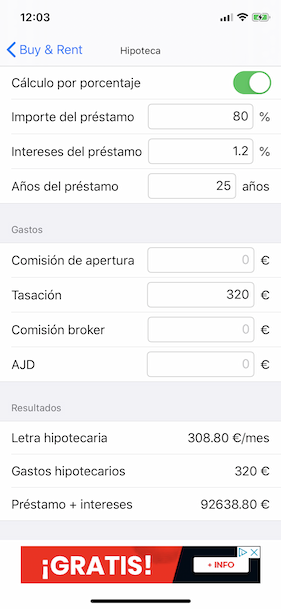 12:03
Buy & Rent
Hipoteca
Cálculo por porcentaje
Importe del préstamo 80 %
Intereses del préstamo 1.2 %
Años del préstamo 25 años
Gastos
Comisión de apertura 0 €
Tasación 320 €
Comisión broker 0 €
AJD 0 €
Resultados
Letra hipotecaria 308.80 €/mes
Gastos hipotecarios 320 €
Préstamo + intereses 92638.80 €
¡GRATIS! + INFO